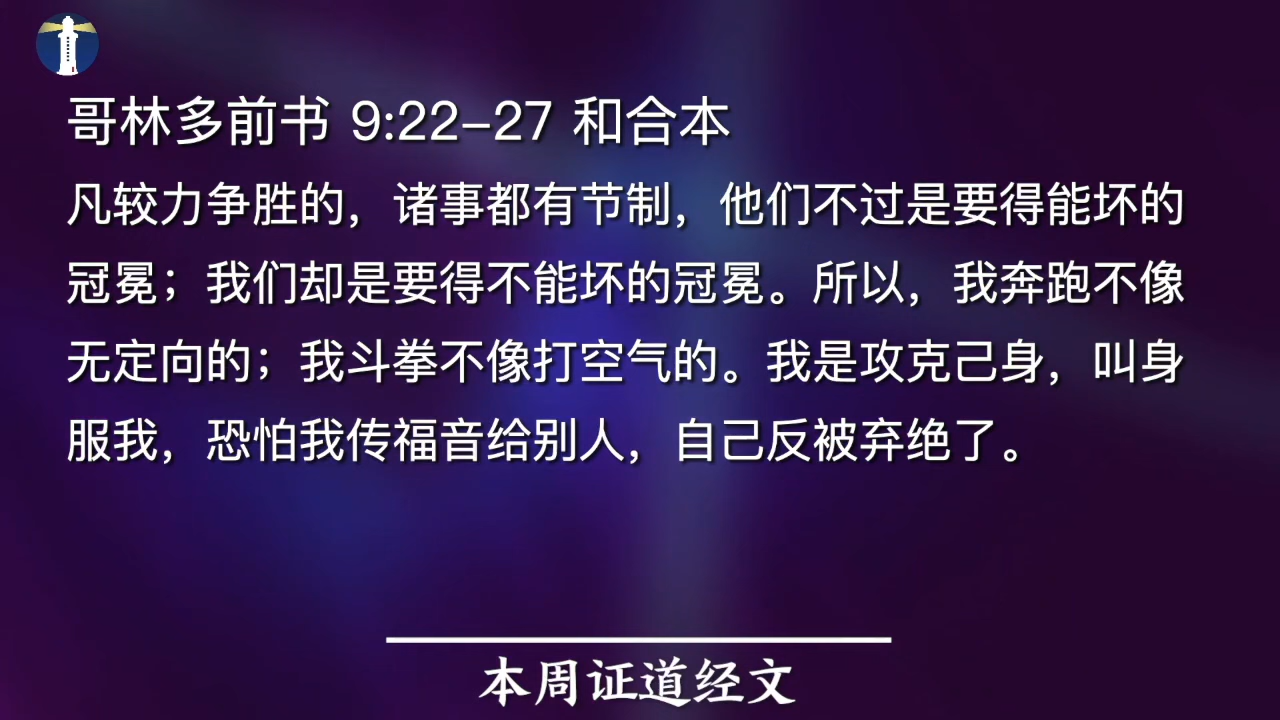 哥林多前书 9:22-27 和合本
凡较力争胜的，诸事都有节制，他们不过是要得能坏的
冠冕；我们却是要得不能坏的冠冕。所以，我奔跑不像
无定向的；我斗拳不像打空气的。我是攻克己身，叫身
服我，恐怕我传福音给别人，自己反被弃绝了。
本周证道经文